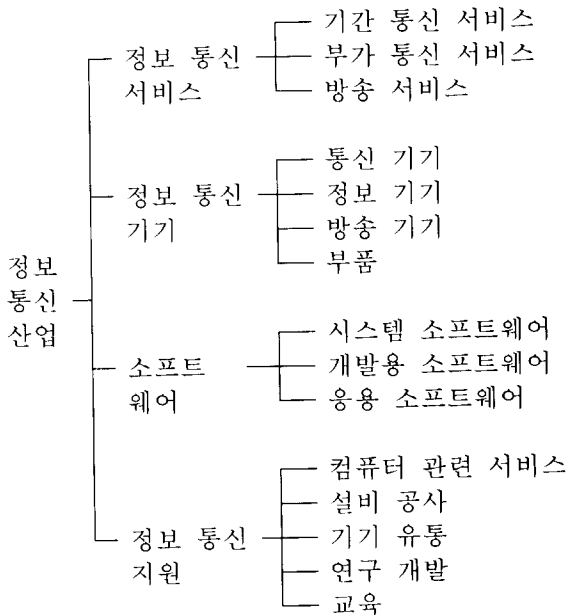 정보
통신
산업
정보 통신
서비스
기간 통신 서비스
부가 통신 서비스
방송 서비스
정보 통신
기기
통신 기기
정보 기기
방송 기기
부품
소프트
웨어
시스템 소프트웨어
개발용 소프트웨어
응용 소프트웨어
정보 통신
지원
컴퓨터 관련 서비스
설비 공사
기기 유통
연구 개발
교육